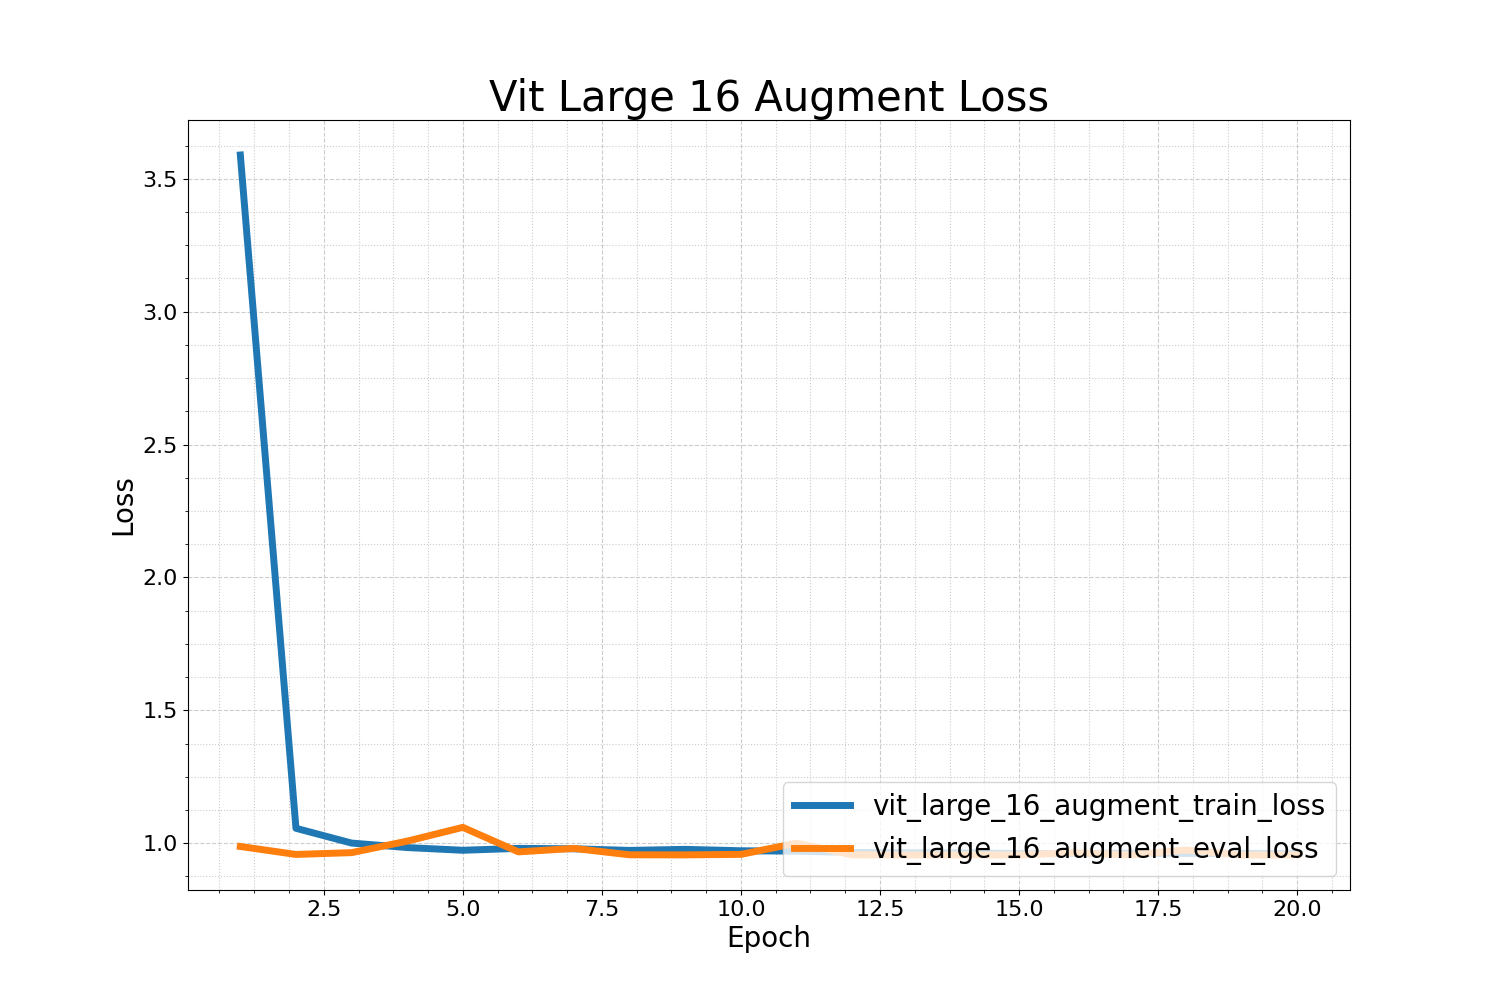 Vit Large 16 Augment Loss
3.5
3.0
2.5
2.0
1.5
1.0
Loss
vit_large_16_augment_train_loss
vit_large_16_augment_eval_loss
2.5 5.0 7.5 10.0 12.5 15.0 17.5 20.0
Epoch